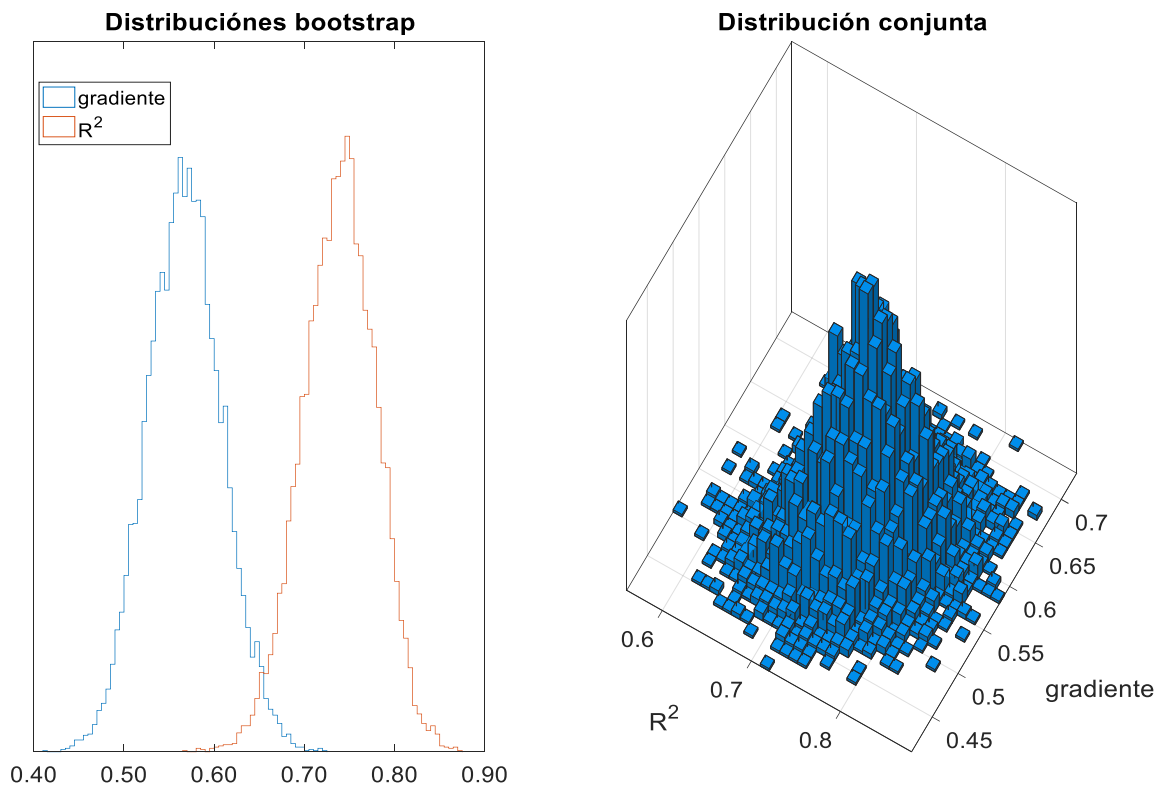 Distribuciónes bootstrap
gradiente
R²
0.40 0.50 0.60 0.70 0.80 0.90
Distribución conjunta
0.7
0.65
0.6
0.55
0.5
0.45
gradiente
0.6
0.7
0.8
R²